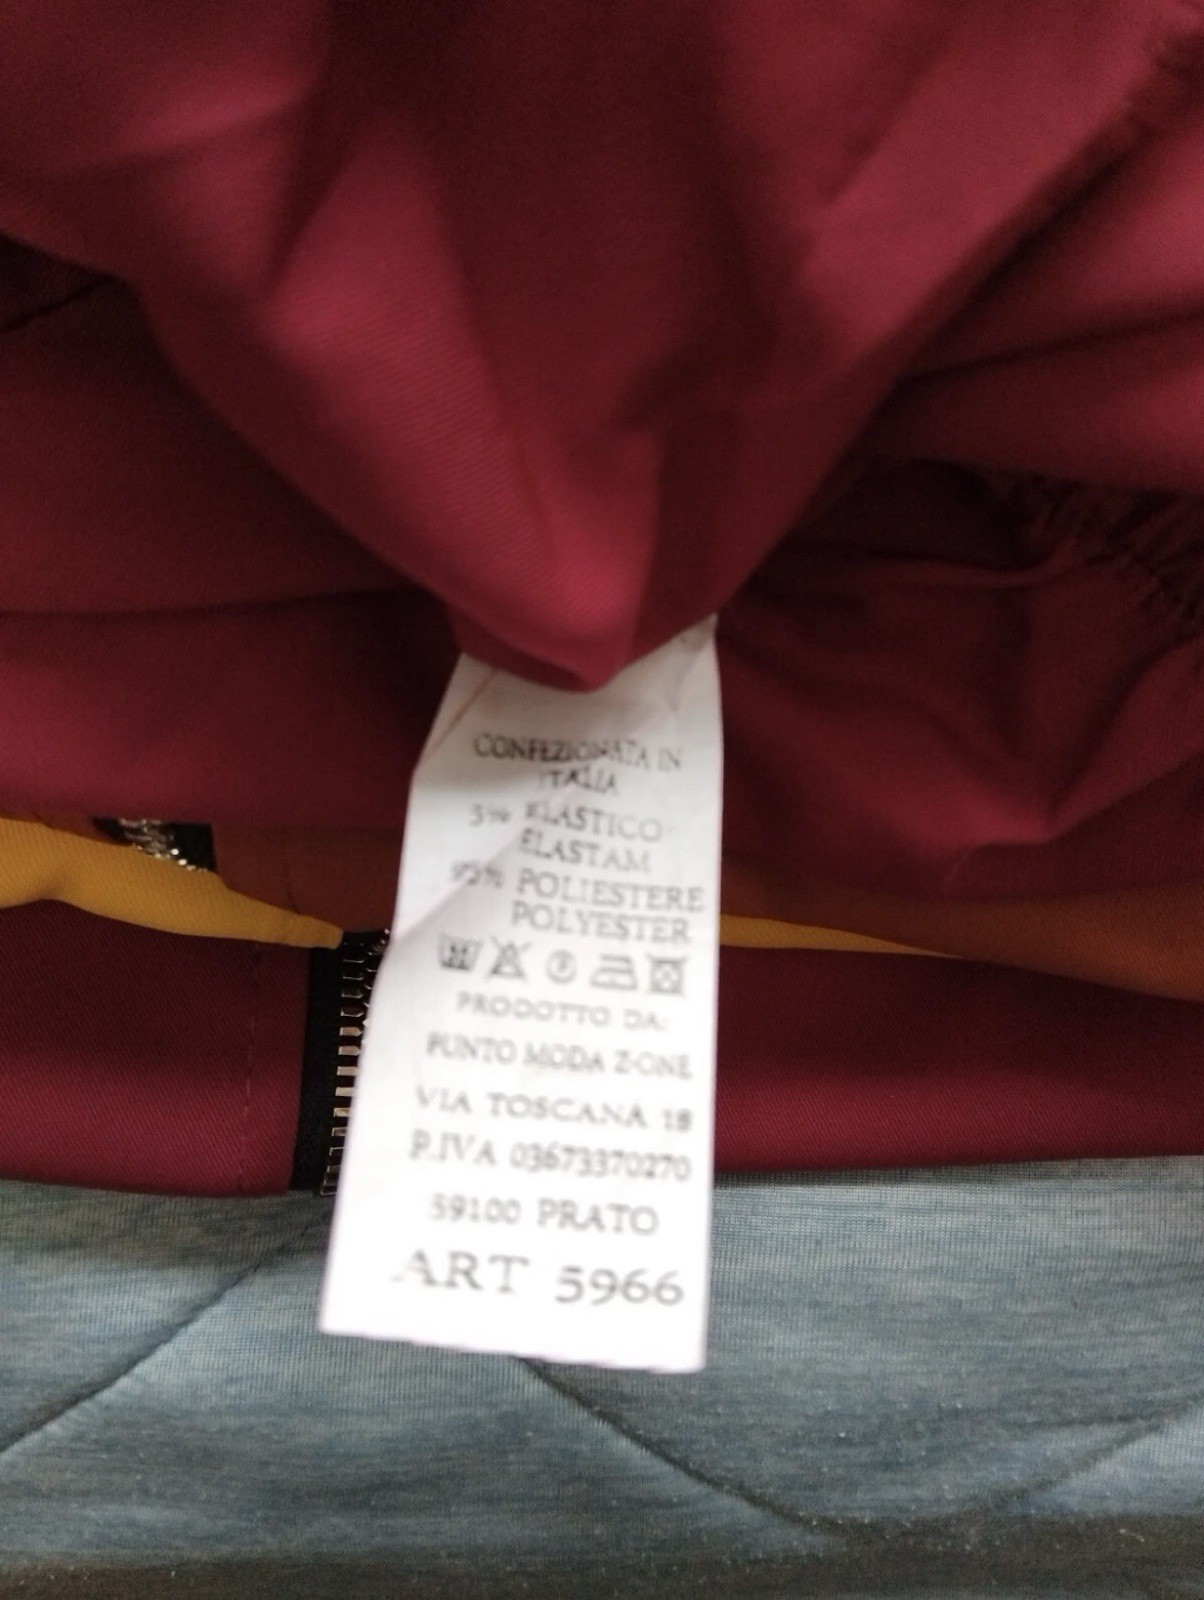 CONFEZIONATA IN
ITALIA
5% ELASTICO
ELASTAM
95% POLIESTERE
POLYESTER
PRODOTTO DA:
PUNTO MODA Z-ONE
VIA TOSCANA 18
P.IVA 03673370270
59100 PRATO
ART 5966